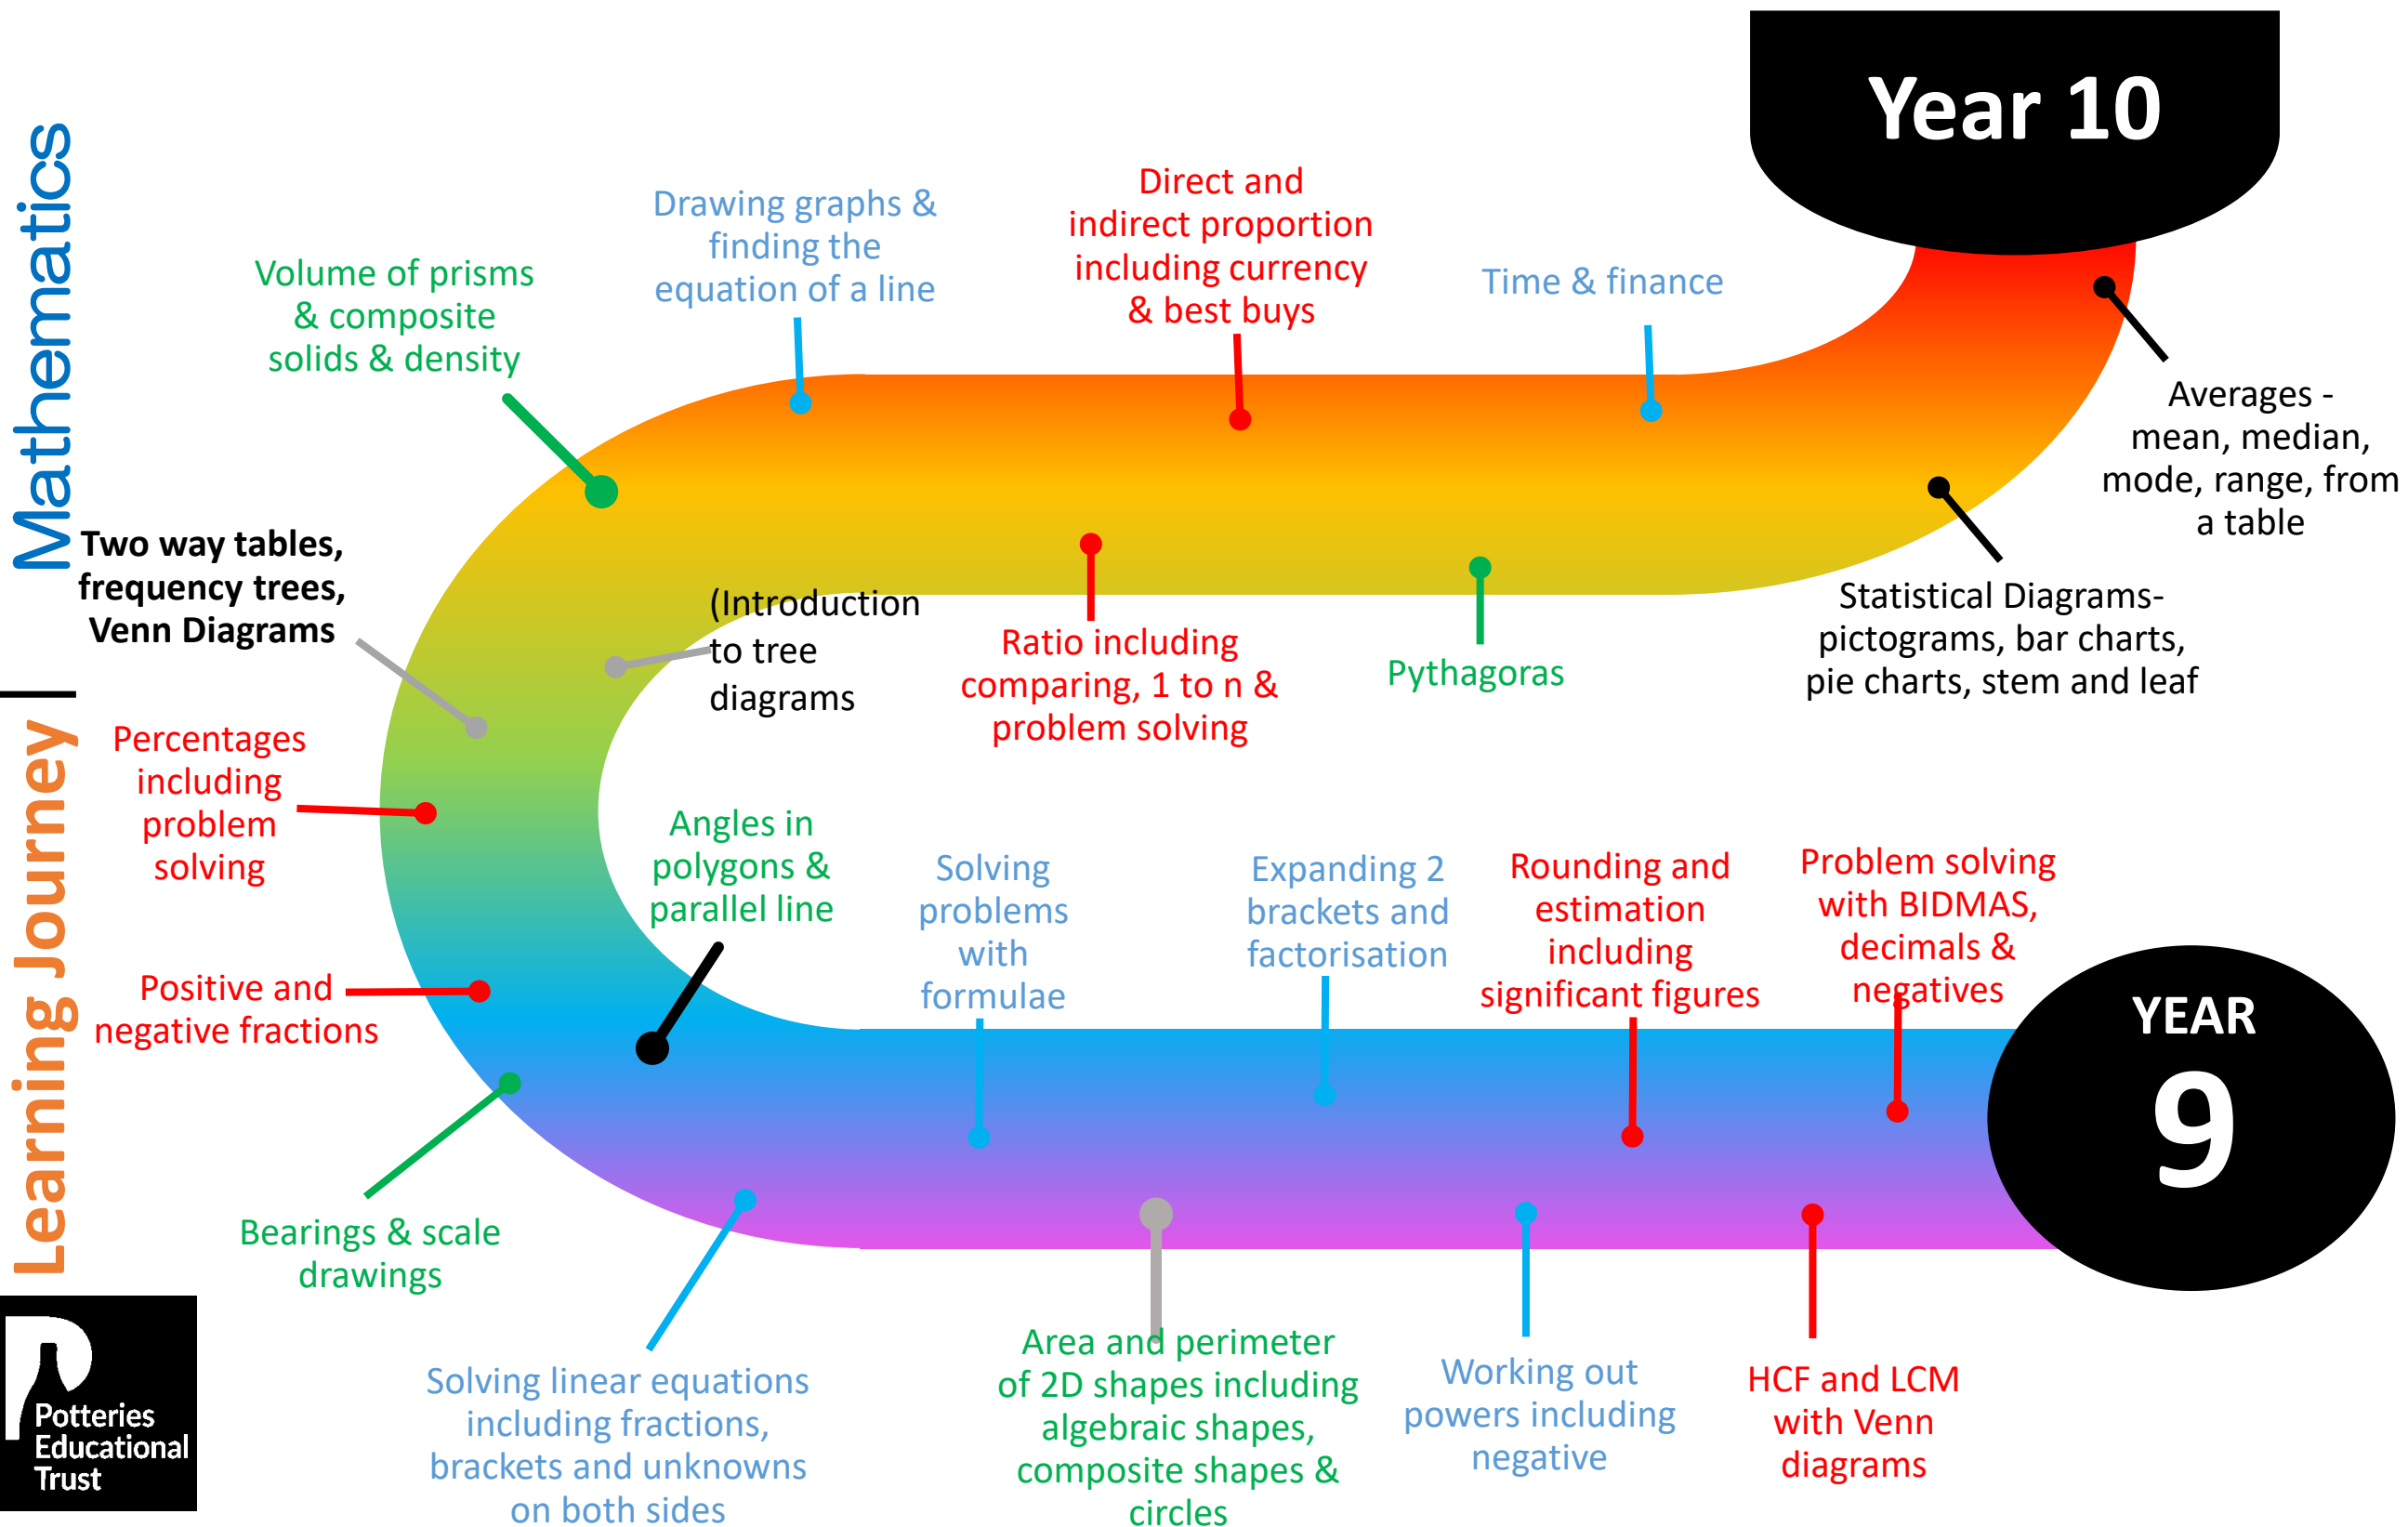 Year 10
Mathematics
Learning Journey
Direct and
indirect proportion
including currency
& best buys
Drawing graphs &
finding the
equation of a line
Time & finance
Volume of prisms
& composite
solids & density
Averages -
mean, median,
mode, range, from
a table
Two way tables,
frequency trees,
Venn Diagrams
(Introduction
to tree
diagrams
Ratio including
comparing, 1 to n &
problem solving
Pythagoras
Statistical Diagrams-
pictograms, bar charts,
pie charts, stem and leaf
Percentages
including
problem
solving
Angles in
polygons &
parallel line
Solving
problems
with
formulae
Expanding 2
brackets and
factorisation
Rounding and
estimation
including
significant figures
Problem solving
with BIDMAS,
decimals &
negatives
Positive and
negative fractions
YEAR
9
Bearings & scale
drawings
Solving linear equations
including fractions,
brackets and unknowns
on both sides
Area and perimeter
of 2D shapes including
algebraic shapes,
composite shapes &
circles
Working out
powers including
negative
HCF and LCM
with Venn
diagrams
Potteries
Educational
Trust